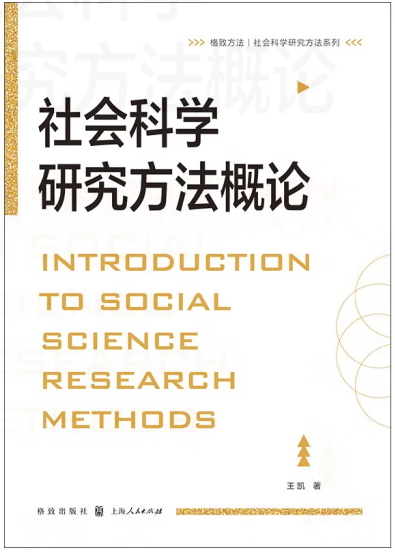 >>> 格致方法｜社会科学研究方法系列 <<<
社会科学
研究方法概论
INTRODUCTION
TO SOCIAL
SCIENCE
RESEARCH
METHODS
王凯 著
格致出版社 上海人民出版社